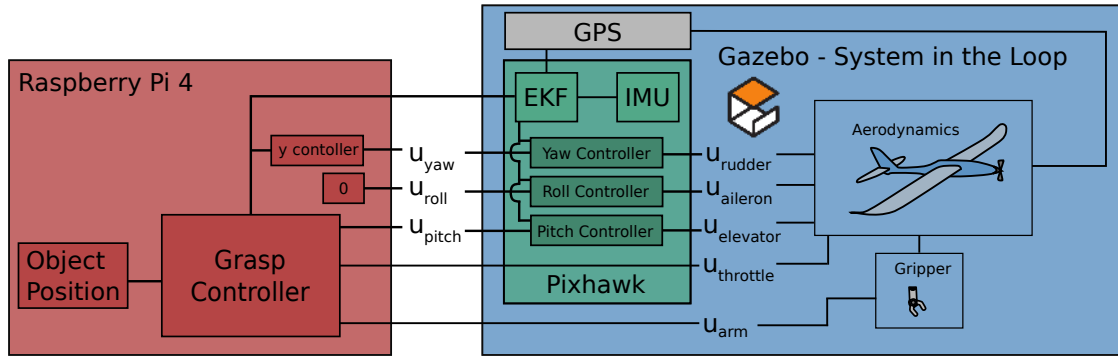 Raspberry Pi 4
y contoller
0
Object
Position
Grasp
Controller
u_yaw
u_roll
u_pitch
GPS
Gazebo - System in the Loop
EKF
IMU
Yaw Controller
Roll Controller
Pitch Controller
Pixhawk
u_rudder
u_aileron
u_elevator
u_throttle
u_arm
Aerodynamics
Gripper